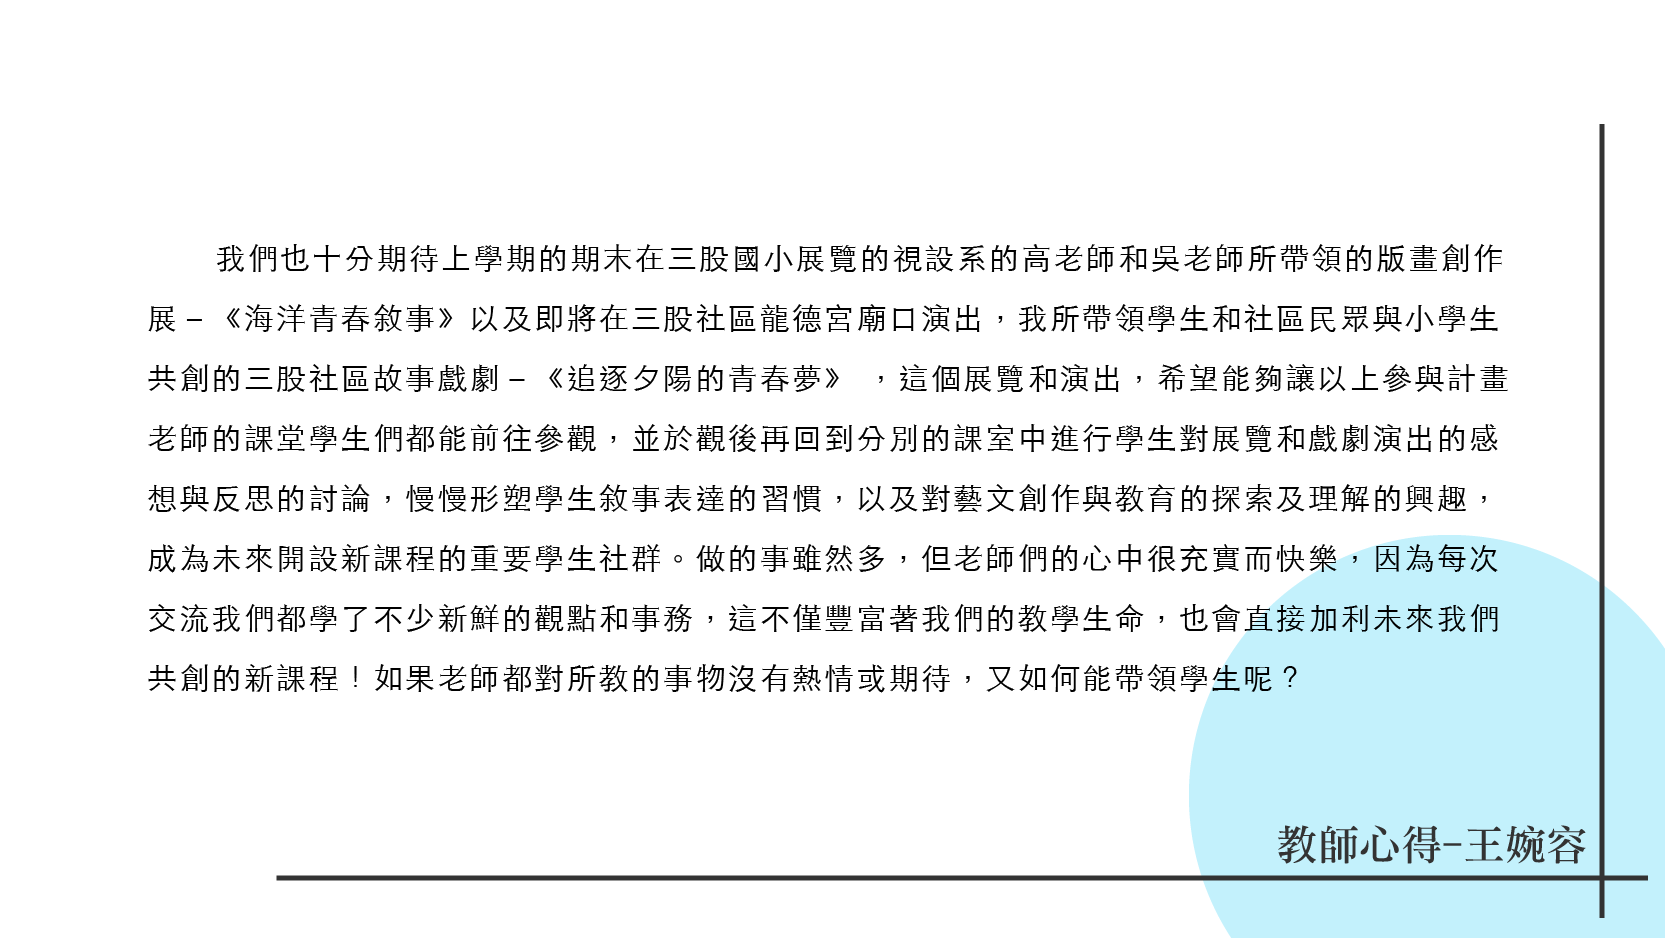 我們也十分期待上學期的期末在三股國小展覽的視設系的高老師和吳老師所帶領的版畫創作
展 – 《海洋青春敘事》以及即將在三股社區龍德宮廟口演出，我所帶領學生和社區民眾與小學生
共創的三股社區故事戲劇 – 《追逐夕陽的青春夢》 ，這個展覽和演出，希望能夠讓以上參與計畫
老師的課堂學生們都能前往參觀，並於觀後再回到分別的課室中進行學生對展覽和戲劇演出的感
想與反思的討論，慢慢形塑學生敘事表達的習慣，以及對藝文創作與教育的探索及理解的興趣，
成為未來開設新課程的重要學生社群。做的事雖然多，但老師們的心中很充實而快樂，因為每次
交流我們都學了不少新鮮的觀點和事務，這不僅豐富著我們的教學生命，也會直接加利未來我們
共創的新課程！如果老師都對所教的事物沒有熱情或期待，又如何能帶領學生呢？
教師心得–王婉容